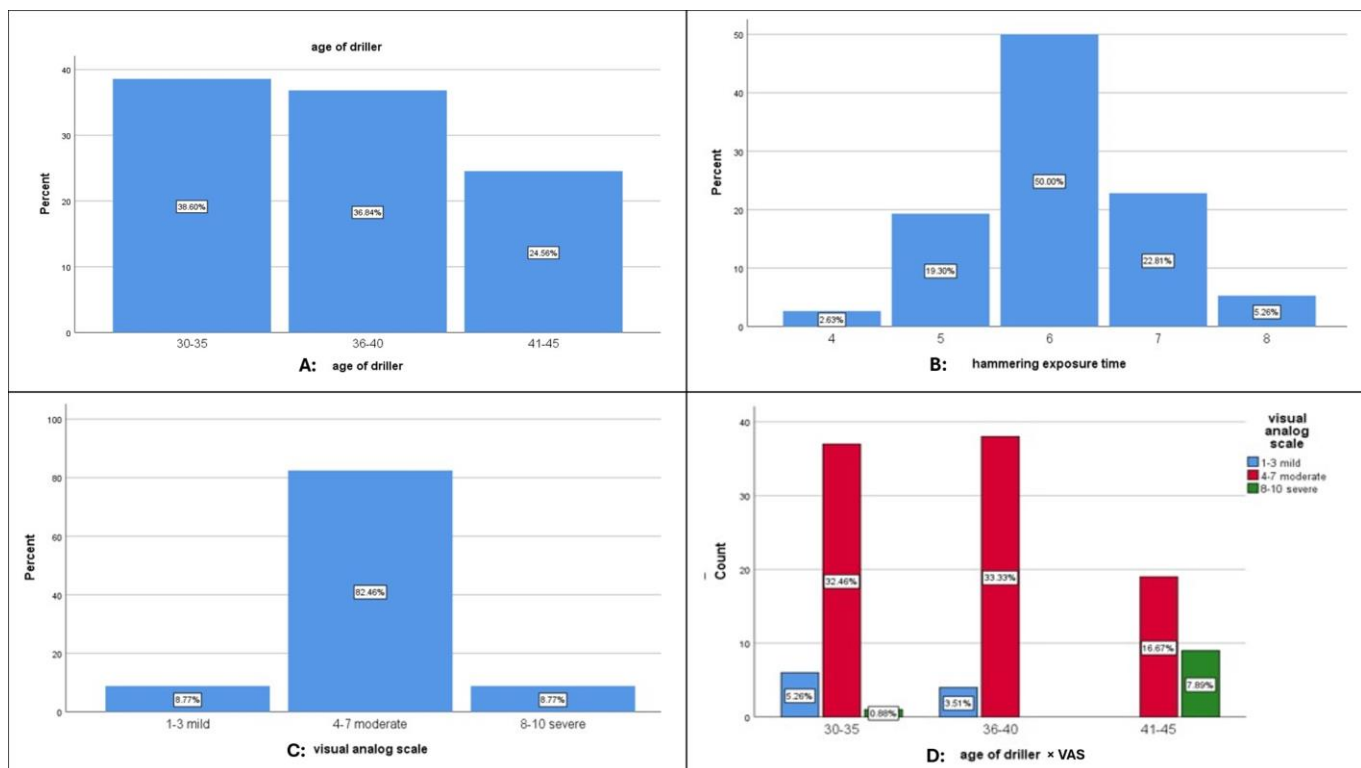 age of driller
Percent
40
30
20
10
0
38.60%
36.84%
24.56%
30-35
36-40
41-45
A: age of driller
Percent
50
40
30
20
10
0
2.63%
19.30%
50.00%
22.81%
5.26%
4
5
6
7
8
B: hammering exposure time
Percent
100
80
60
40
20
0
8.77%
82.46%
8.77%
1-3 mild
4-7 moderate
8-10 severe
C: visual analog scale
Count
40
30
20
10
0
5.26%
32.46%
0.88%
3.51%
33.33%
16.67%
7.89%
30-35
36-40
41-45
D: age of driller × VAS
visual
analog
scale
1-3 mild
4-7 moderate
8-10 severe